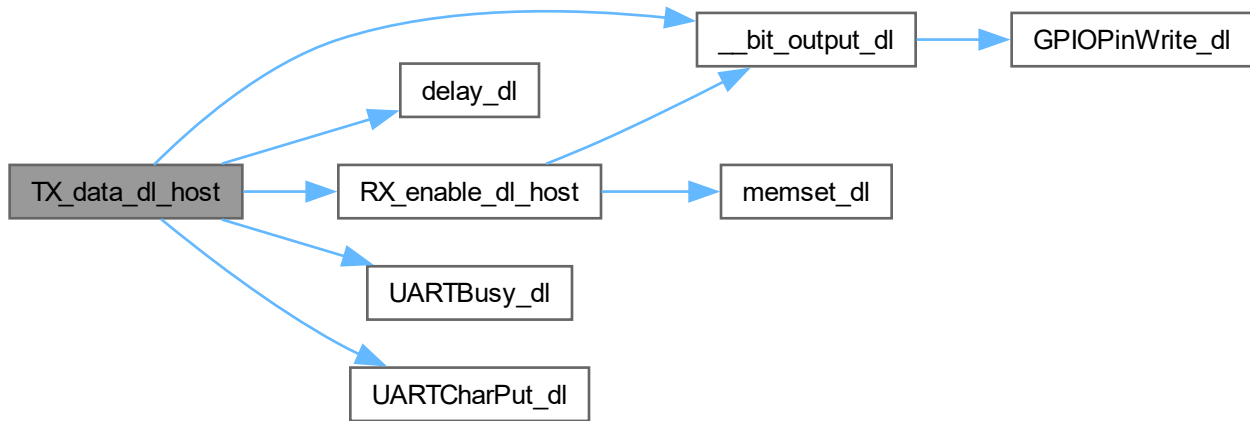 __bit_output_dl
GPIOPinWrite_dl
delay_dl
TX_data_dl_host
RX_enable_dl_host
memset_dl
UARTBusy_dl
UARTCharPut_dl